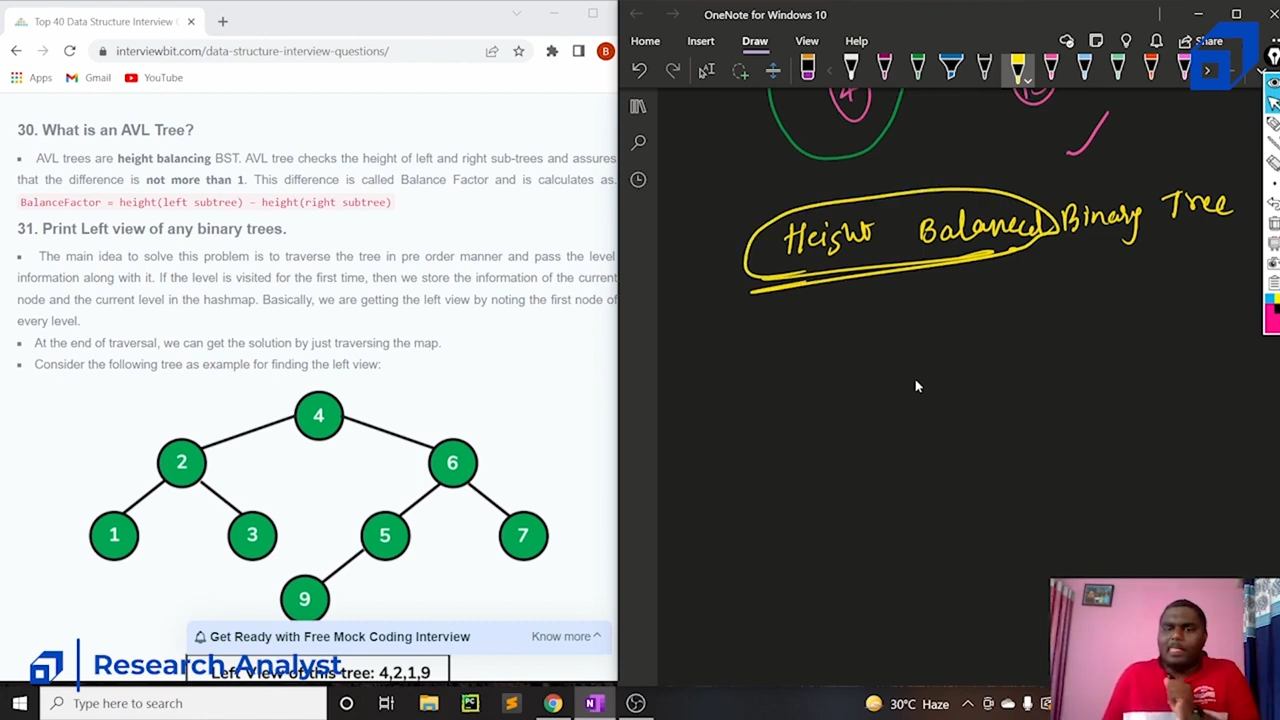 Top 40 Data Structure Interview
OneNote for Windows 10
interviewbit.com/data-structure-interview-questions/
B
Home Insert Draw View Help Share
Apps Gmail YouTube
30. What is an AVL Tree?
AVL trees are height balancing BST. AVL tree checks the height of left and right sub-trees and assures
that the difference is not more than 1. This difference is called Balance Factor and is calculates as.
BalanceFactor = height(left subtree) - height(right subtree)
31. Print Left view of any binary trees.
The main idea to solve this problem is to traverse the tree in pre order manner and pass the level
information along with it. If the level is visited for the first time, then we store the information of the current
node and the current level in the hashmap. Basically, we are getting the left view by noting the first node of
every level.
At the end of traversal, we can get the solution by just traversing the map.
Consider the following tree as example for finding the left view:
4
2 6
1 3 5 7
9
Get Ready with Free Mock Coding Interview Know more
Left View of this tree: 4,2,1,9
Research Analyst
Height Balanced Binary Tree
Type here to search
30°C Haze